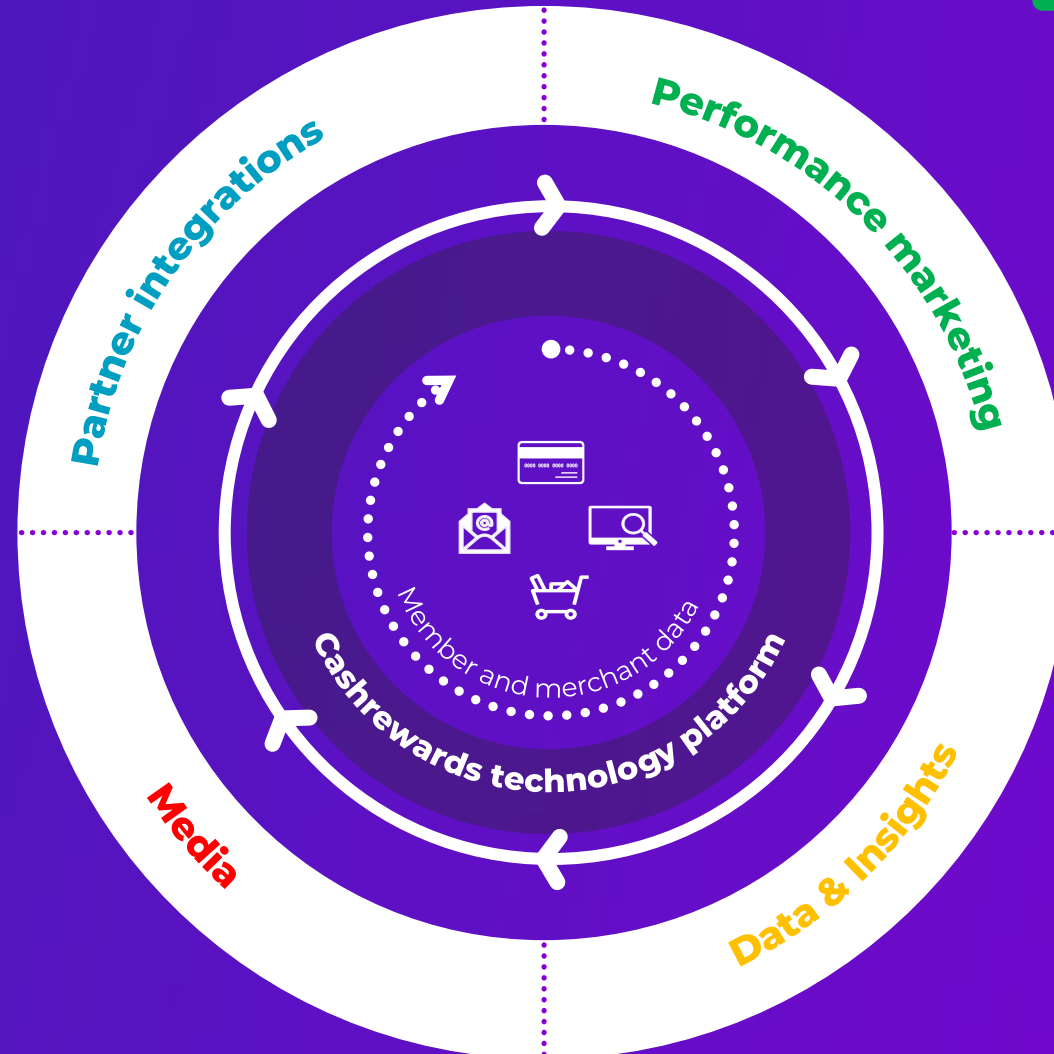 Partner integrations
Performance marketing
Member and merchant data
Cashrewards technology platform
Media
Data & Insights